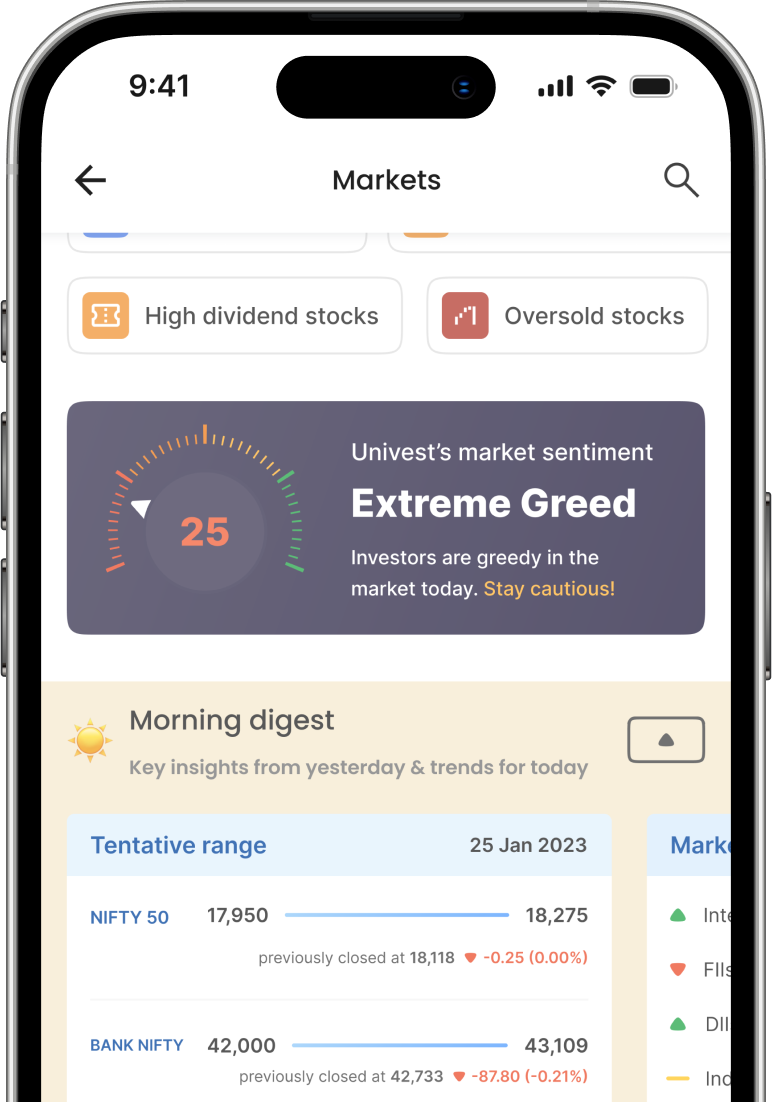 9:41
Markets
High dividend stocks
Oversold stocks
25
Univest’s market sentiment
Extreme Greed
Investors are greedy in the
market today. Stay cautious!
Morning digest
Key insights from yesterday & trends for today
Tentative range 25 Jan 2023
NIFTY 50 17,950 18,275
previously closed at 18,118 -0.25 (0.00%)
BANK NIFTY 42,000 43,109
previously closed at 42,733 -87.80 (-0.21%)
FIIs
DII